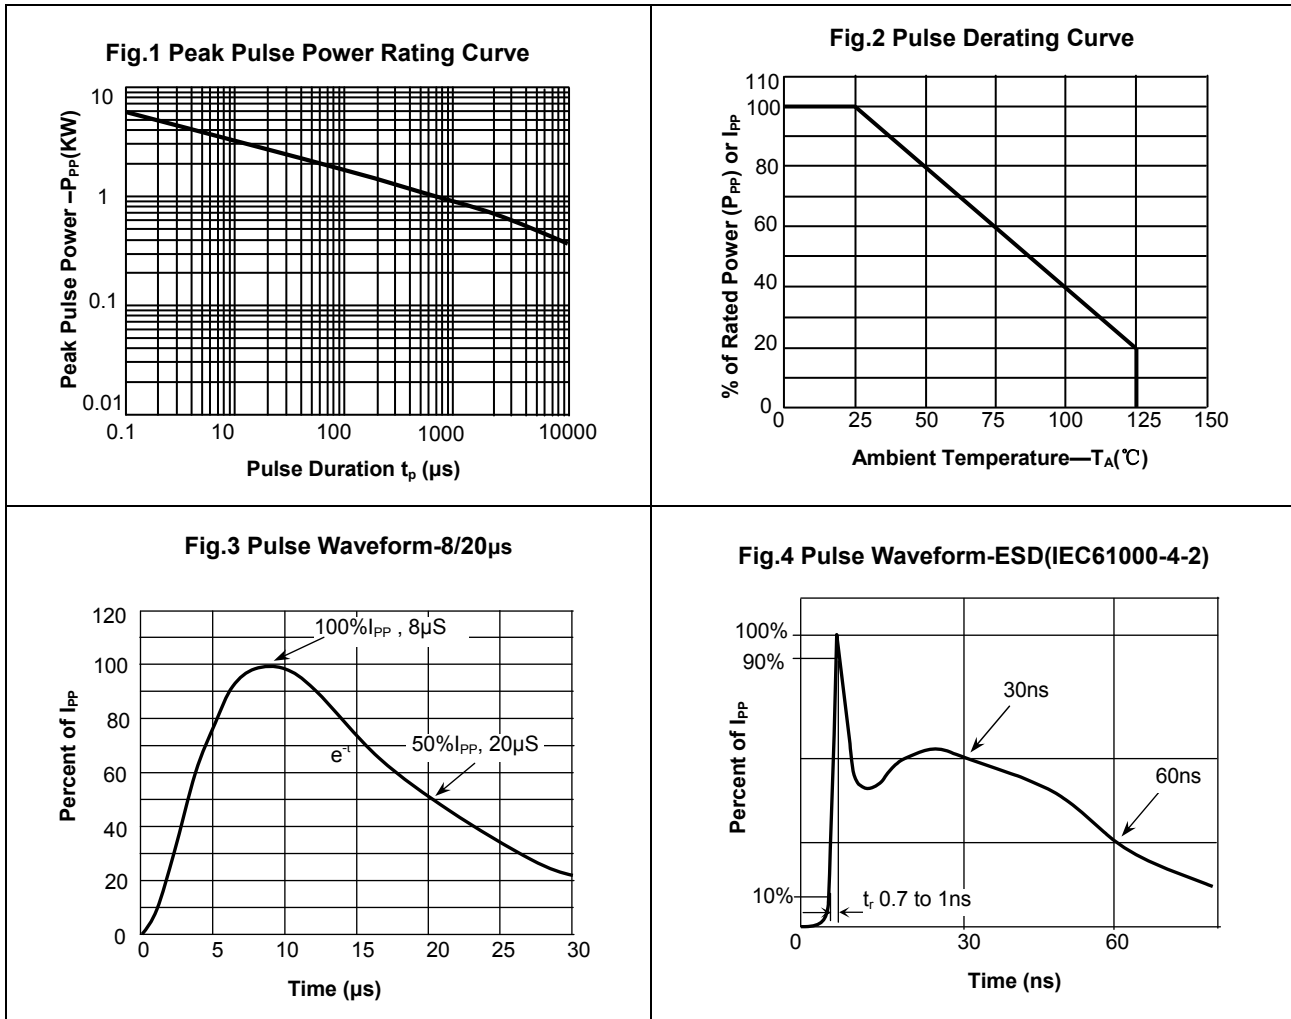 Fig.1 Peak Pulse Power Rating Curve
Peak Pulse Power –PPP(KW)
10
1
0.1
0.01
0.1
10
100
1000
10000
Pulse Duration tp (µs)
Fig.2 Pulse Derating Curve
% of Rated Power (PPP) or IPP
110
100
80
60
40
20
0
0
25
50
75
100
125
150
Ambient Temperature—TA(℃)
Fig.3 Pulse Waveform-8/20µs
Percent of IPP
120
100
80
60
40
20
0
100%IPP , 8µS
e-t
50%IPP, 20µS
0
5
10
15
20
25
30
Time (µs)
Fig.4 Pulse Waveform-ESD(IEC61000-4-2)
Percent of IPP
100%
90%
10%
30ns
60ns
tr 0.7 to 1ns
0
30
60
Time (ns)